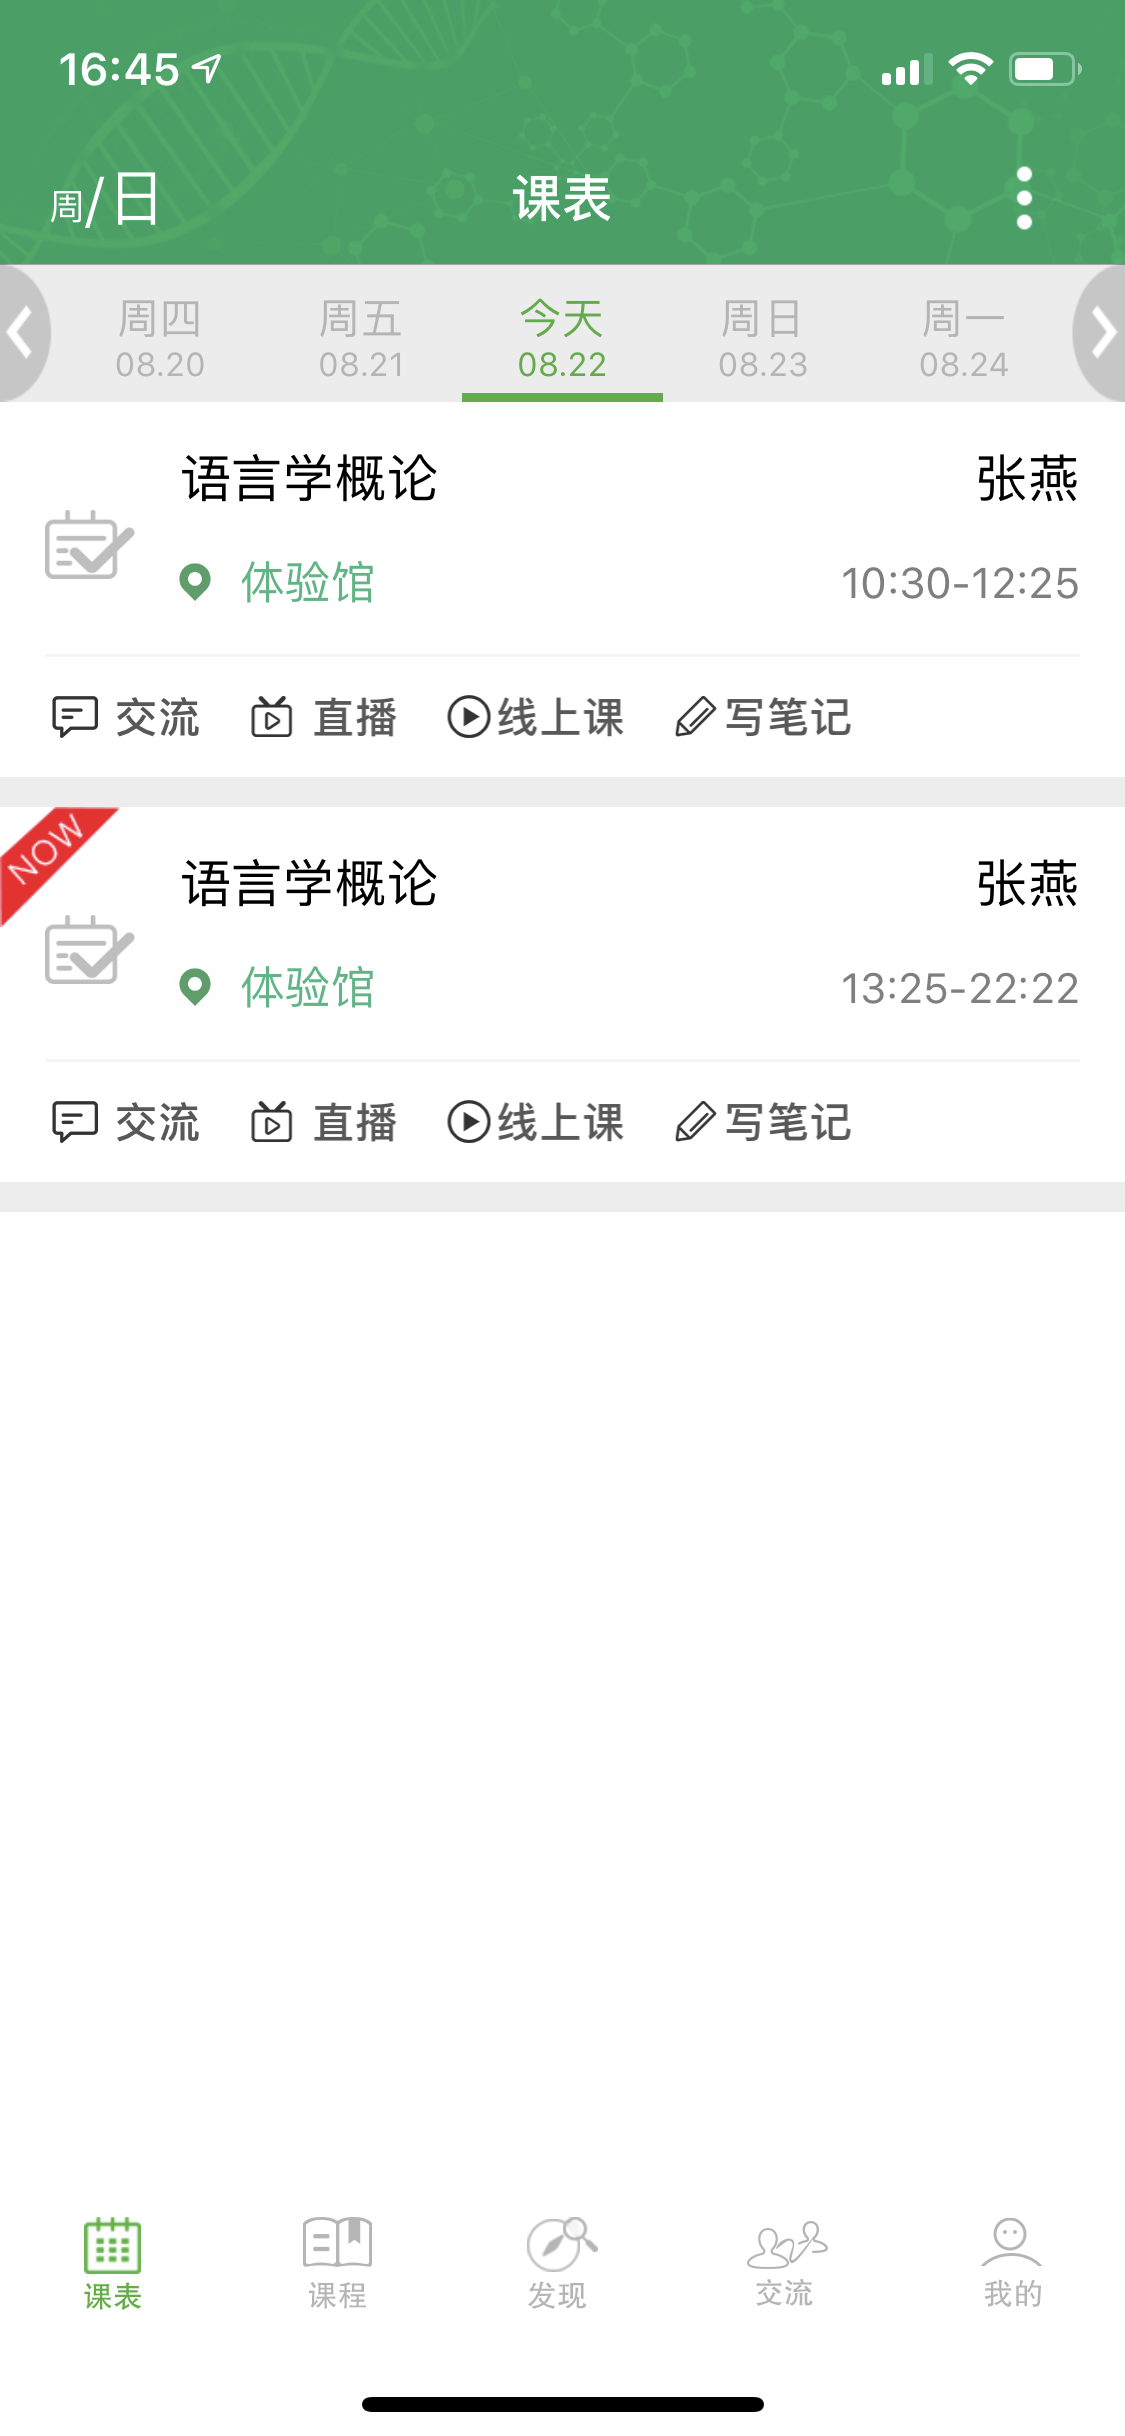 16:45
周/日 课表
周四 周五 今天 周日 周一
08.20 08.21 08.22 08.23 08.24
语言学概论 张燕
体验馆 10:30-12:25
交流 直播 线上课 写笔记
NOW
语言学概论 张燕
体验馆 13:25-22:22
交流 直播 线上课 写笔记
课表 课程 发现 交流 我的